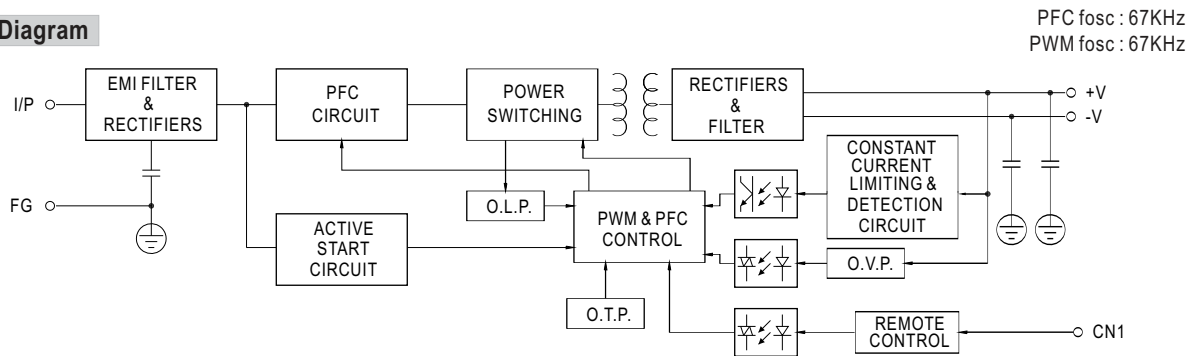 Diagram
PFC fosc : 67KHz
PWM fosc : 67KHz
I/P
EMI FILTER
&
RECTIFIERS
PFC
CIRCUIT
POWER
SWITCHING
RECTIFIERS
&
FILTER
+V
-V
FG
ACTIVE
START
CIRCUIT
O.L.P.
PWM & PFC
CONTROL
O.T.P.
CONSTANT
CURRENT
LIMITING &
DETECTION
CIRCUIT
O.V.P.
REMOTE
CONTROL
CN1